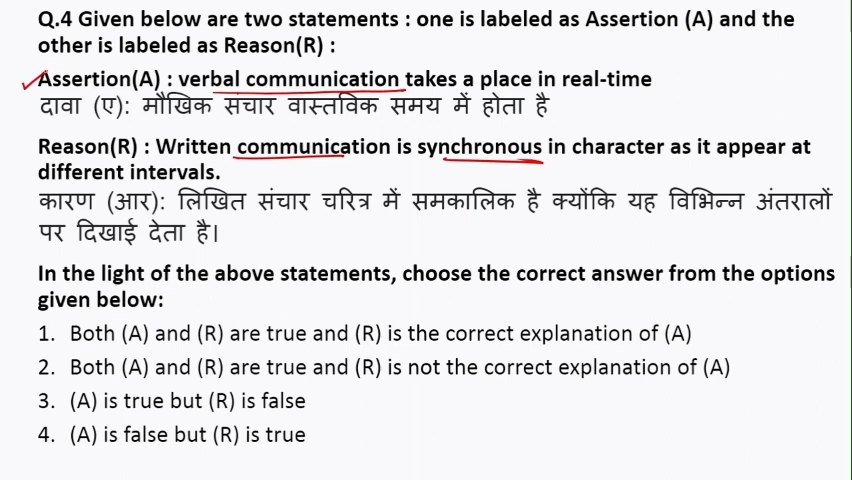 Q.4 Given below are two statements : one is labeled as Assertion (A) and the
other is labeled as Reason(R) :
Assertion(A) : verbal communication takes a place in real-time
दावा (ए): मौखिक संचार वास्तविक समय में होता है
Reason(R) : Written communication is synchronous in character as it appear at
different intervals.
कारण (आर): लिखित संचार चरित्र में समकालिक है क्योंकि यह विभिन्न अंतरालों
पर दिखाई देता है।
In the light of the above statements, choose the correct answer from the options
given below:
1. Both (A) and (R) are true and (R) is the correct explanation of (A)
2. Both (A) and (R) are true and (R) is not the correct explanation of (A)
3. (A) is true but (R) is false
4. (A) is false but (R) is true